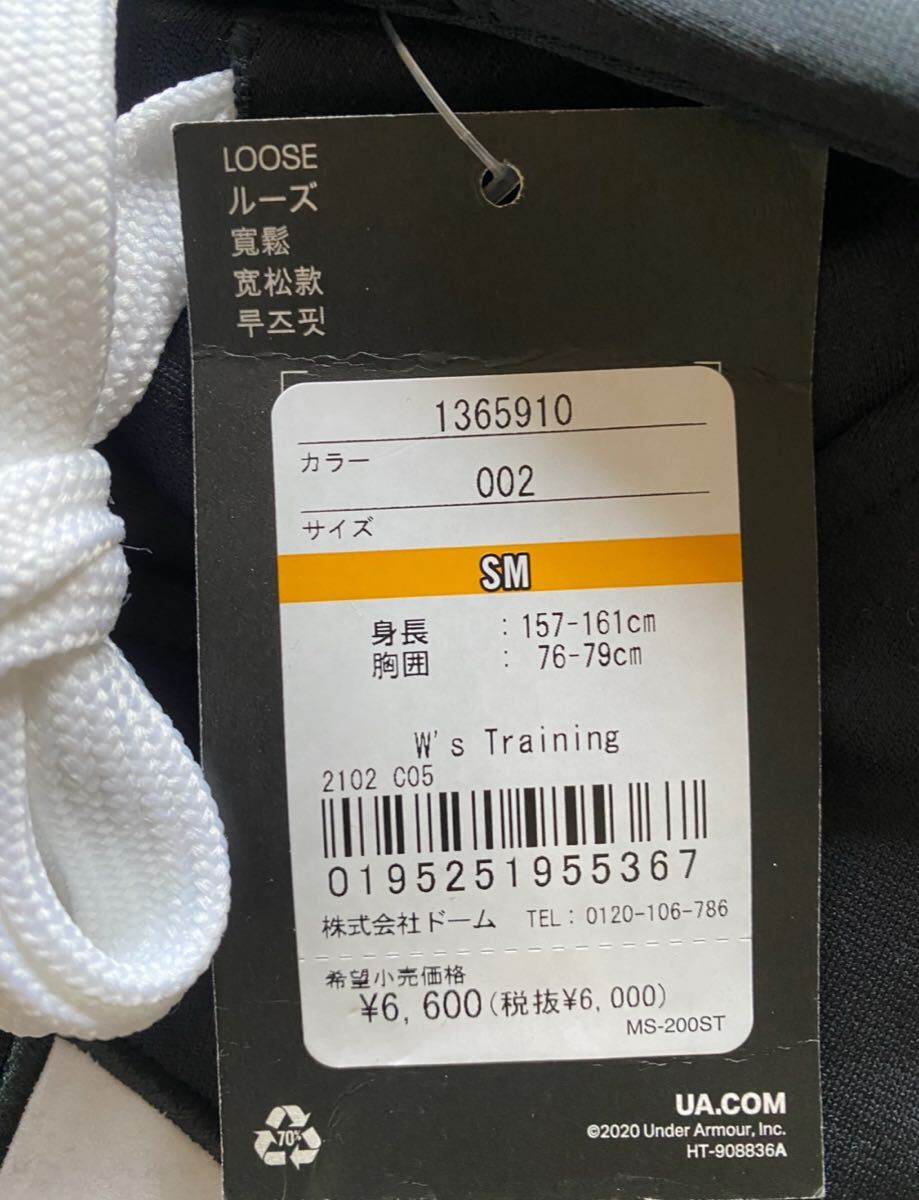 LOOSE
ルーズ
寬鬆
宽松款
루즈핏
1365910
カラー
002
サイズ
SM
身長 : 157-161cm
胸囲 : 76-79cm
W's Training
2102 C05
0195251955367
株式会社ドーム TEL: 0120-106-786
希望小売価格
¥6,600(税抜¥6,000)
MS-200ST
70%
UA.COM
©2020 Under Armour, Inc.
HT-908836A